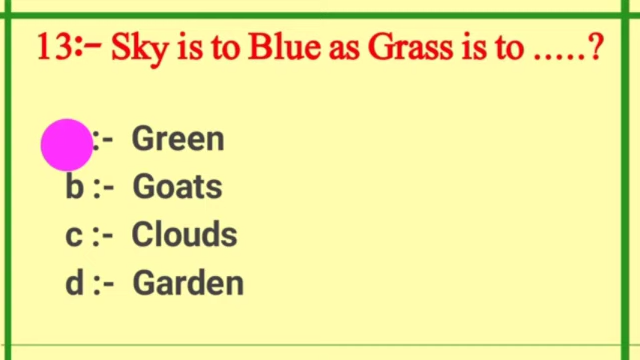 13:- Sky is to Blue as Grass is to .....?
:- Green
b :- Goats
c :- Clouds
d :- Garden